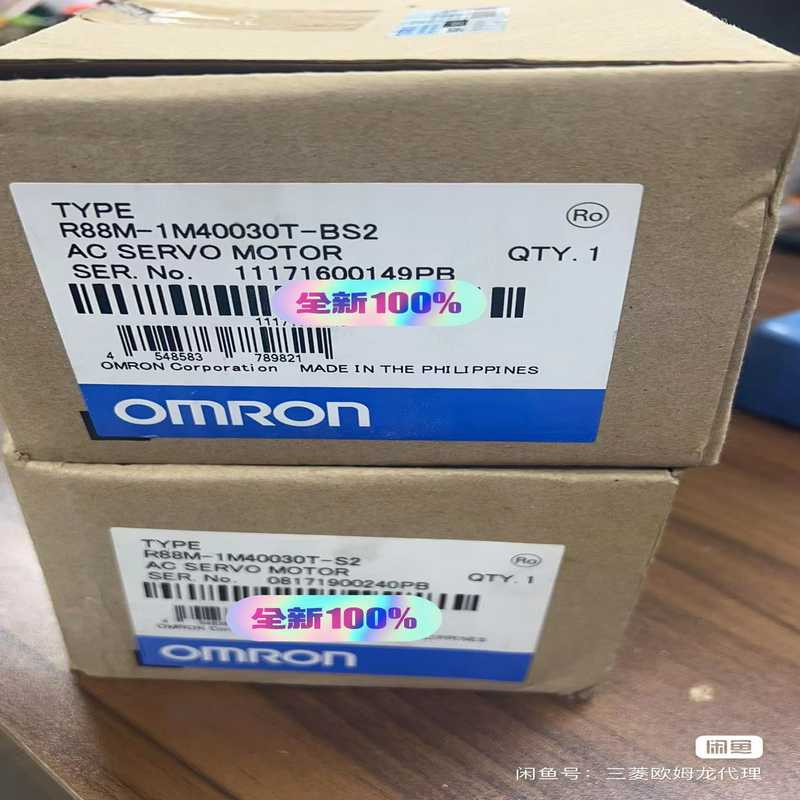 TYPE
R88M-1M40030T-BS2
AC SERVO MOTOR
QTY. 1
SER. No. 11171600149PB
Ro
全新100%
1117
4 548583 789821
OMRON Corporation MADE IN THE PHILIPPINES
OMRON
TYPE
R88M-1M40030T-S2
AC SERVO MOTOR
QTY. 1
SER. No. 08171900240PB
Ro
全新100%
OMRON
闲鱼
闲鱼号：三菱欧姆龙代理